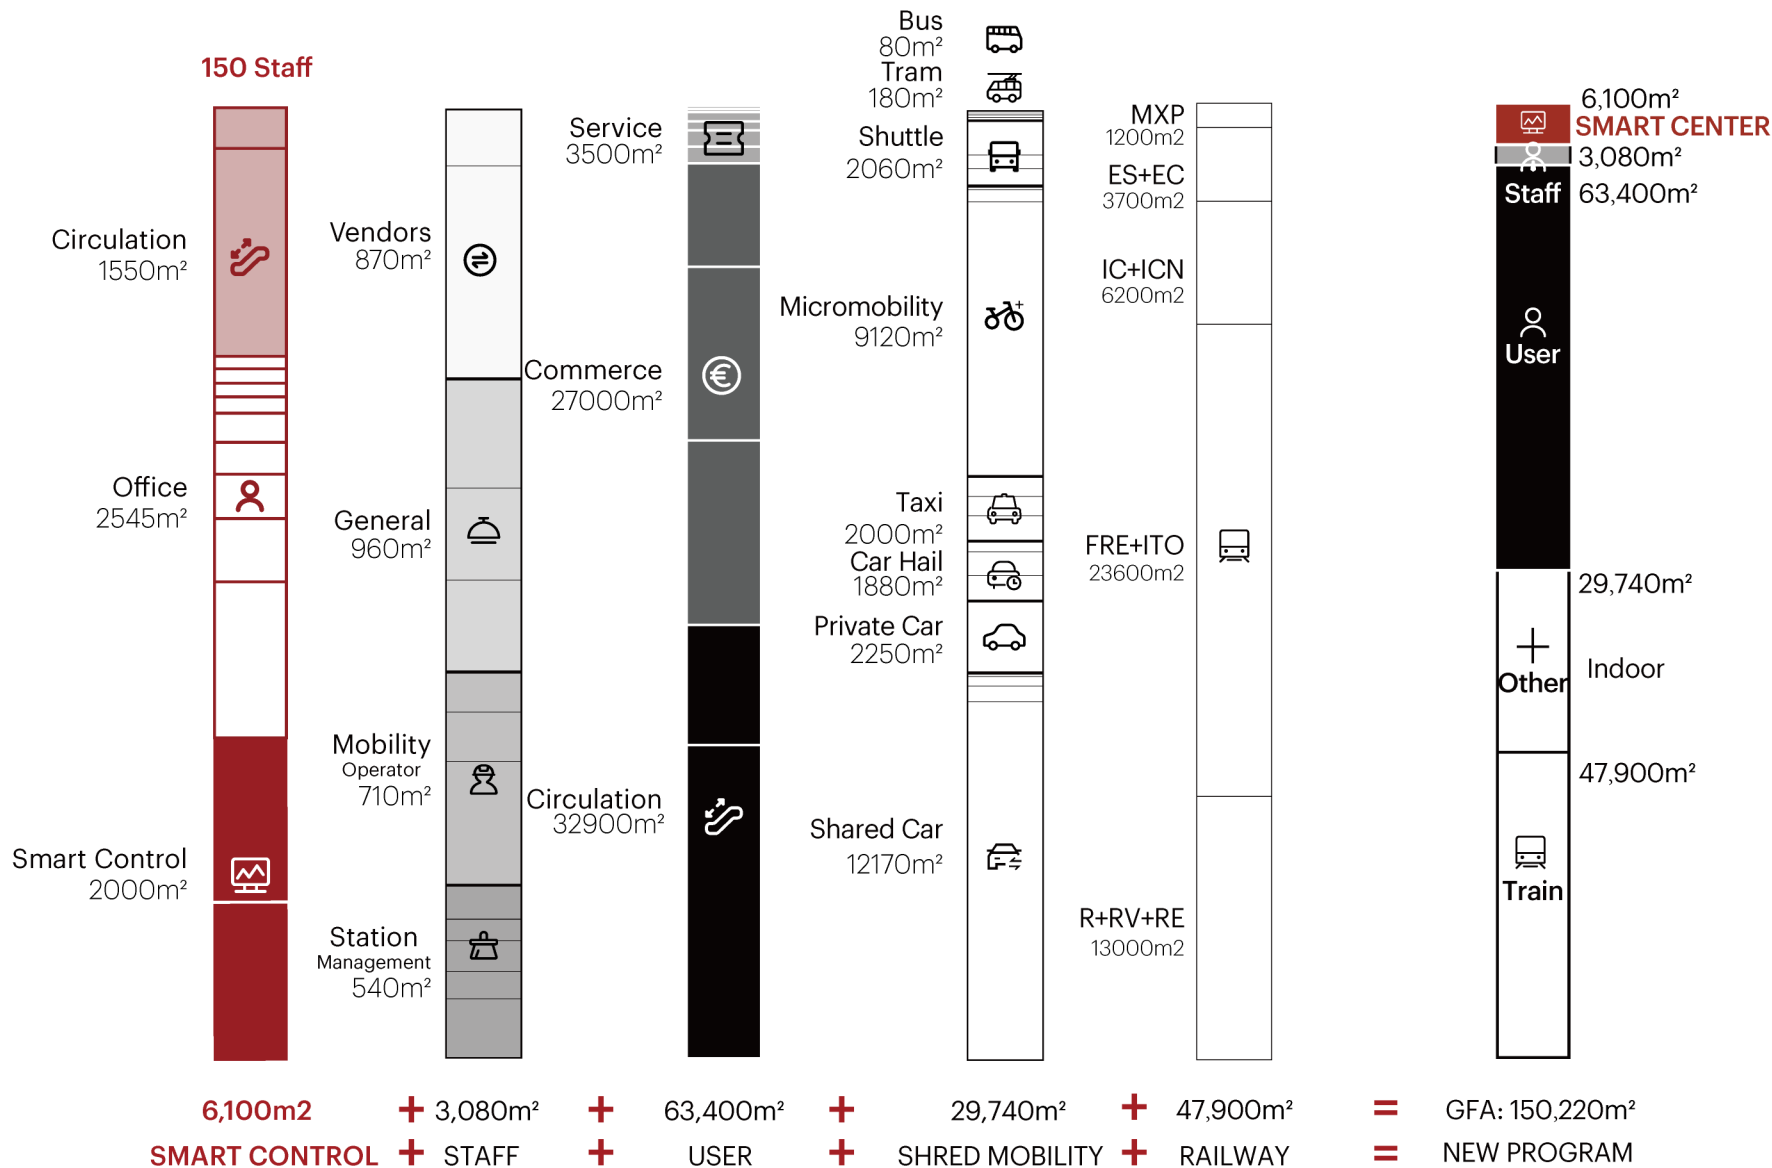 150 Staff
Circulation
1550m²
Office
2545m²
Smart Control
2000m²
Vendors
870m²
General
960m²
Mobility
Operator
710m²
Station
Management
540m²
Service
3500m²
Commerce
27000m²
Circulation
32900m²
Bus
80m²
Tram
180m²
Shuttle
2060m²
Micromobility
9120m²
Taxi
2000m²
Car Hail
1880m²
Private Car
2250m²
Shared Car
12170m²
MXP
1200m2
ES+EC
3700m2
IC+ICN
6200m2
FRE+ITO
23600m2
R+RV+RE
13000m2
6,100m²
SMART CENTER
3,080m²
Staff 63,400m²
User
29,740m²
Indoor
Other
47,900m²
Train
6,100m2 + 3,080m² + 63,400m² + 29,740m² + 47,900m² = GFA: 150,220m²
SMART CONTROL + STAFF + USER + SHRED MOBILITY + RAILWAY = NEW PROGRAM